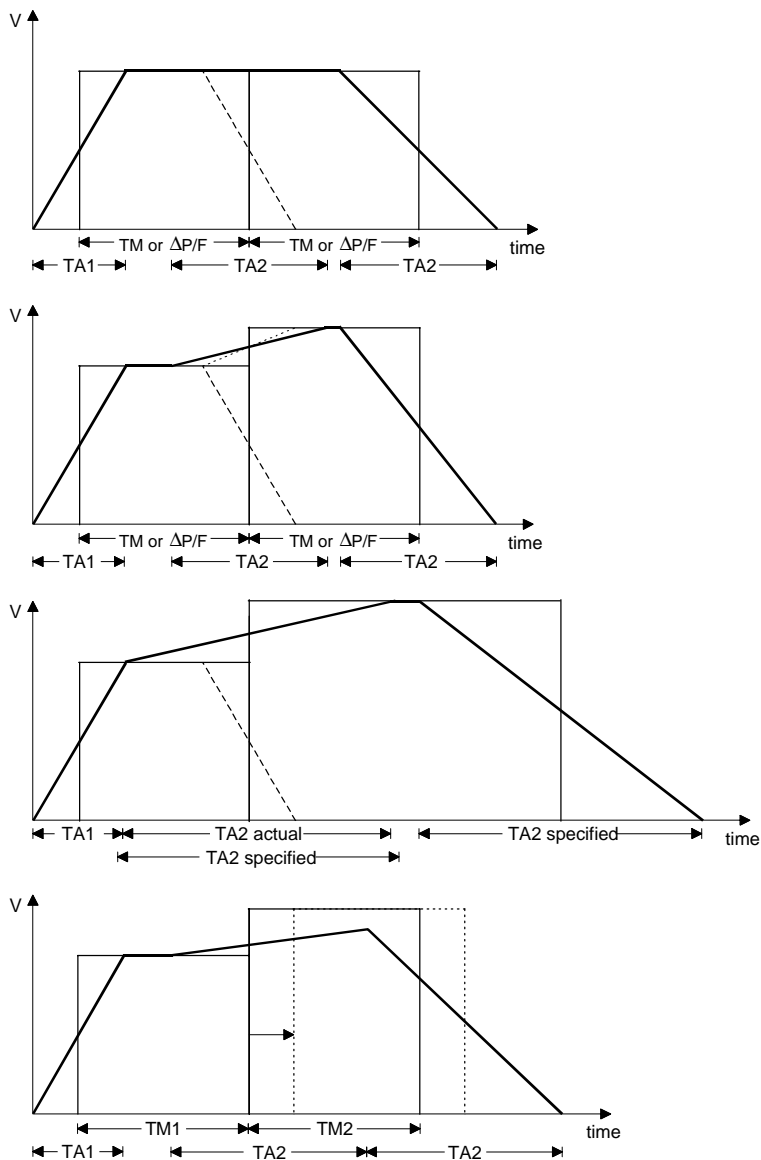 V
TM or ΔP/F TM or ΔP/F
time
TA1 TA2 TA2
V
TM or ΔP/F TM or ΔP/F
time
TA1 TA2 TA2
V
TA1 TA2 actual TA2 specified
time
TA2 specified
V
TM1 TM2
time
TA1 TA2 TA2